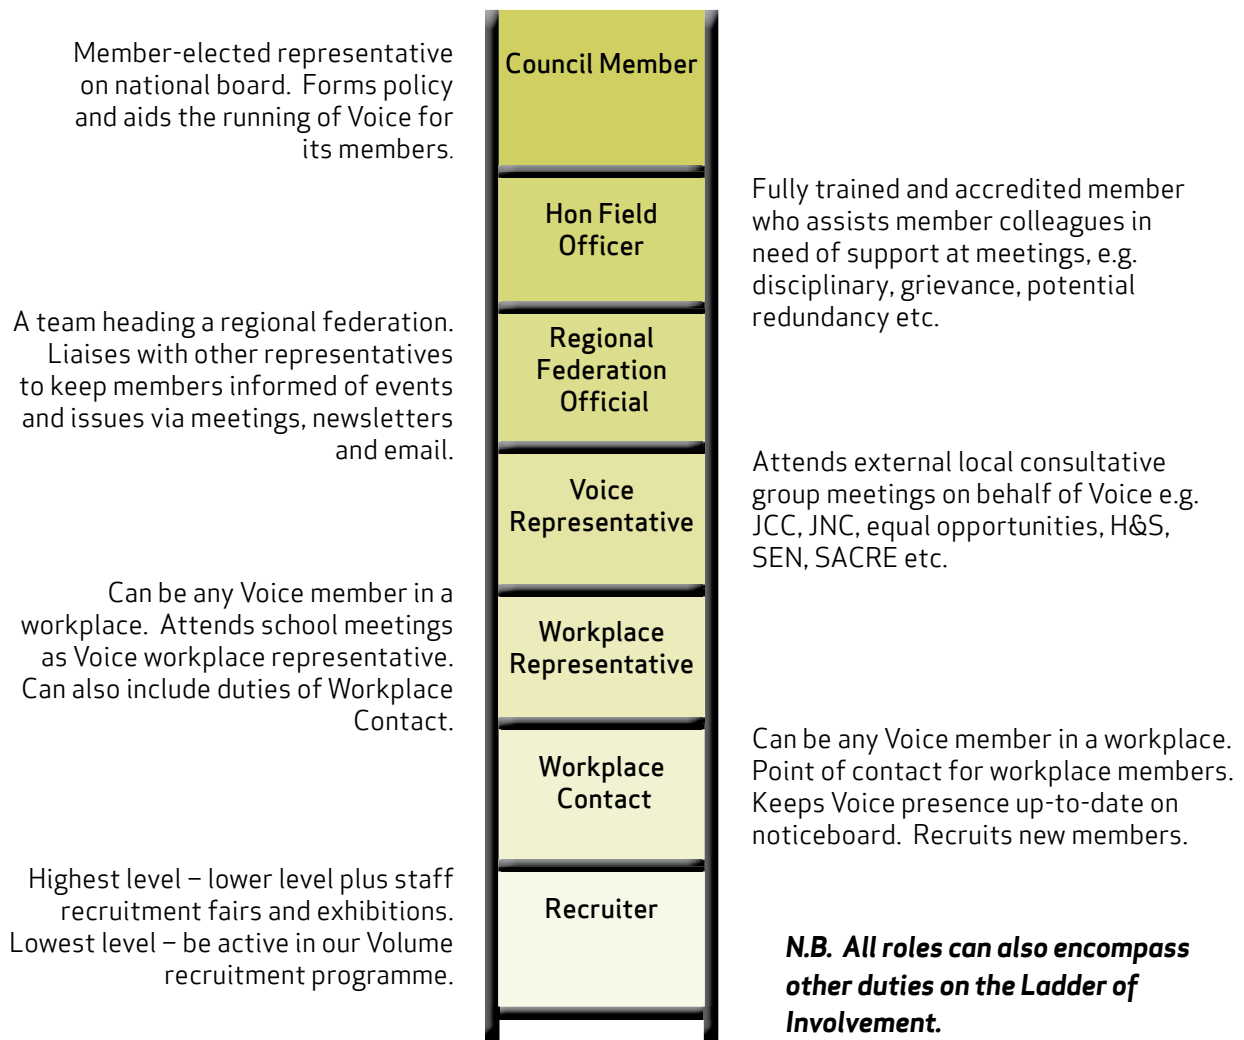 Member-elected representative
on national board.  Forms policy
and aids the running of Voice for
its members.
Council Member
Hon Field
Officer
Fully trained and accredited member
who assists member colleagues in
need of support at meetings, e.g.
disciplinary, grievance, potential
redundancy etc.
A team heading a regional federation.
Liaises with other representatives
to keep members informed of events
and issues via meetings, newsletters
and email.
Regional
Federation
Official
Voice
Representative
Attends external local consultative
group meetings on behalf of Voice e.g.
JCC, JNC, equal opportunities, H&S,
SEN, SACRE etc.
Can be any Voice member in a
workplace.  Attends school meetings
as Voice workplace representative.
Can also include duties of Workplace
Contact.
Workplace
Representative
Workplace
Contact
Can be any Voice member in a workplace.
Point of contact for workplace members.
Keeps Voice presence up-to-date on
noticeboard.  Recruits new members.
Highest level – lower level plus staff
recruitment fairs and exhibitions.
Lowest level – be active in our Volume
recruitment programme.
Recruiter
N.B.  All roles can also encompass
other duties on the Ladder of
Involvement.